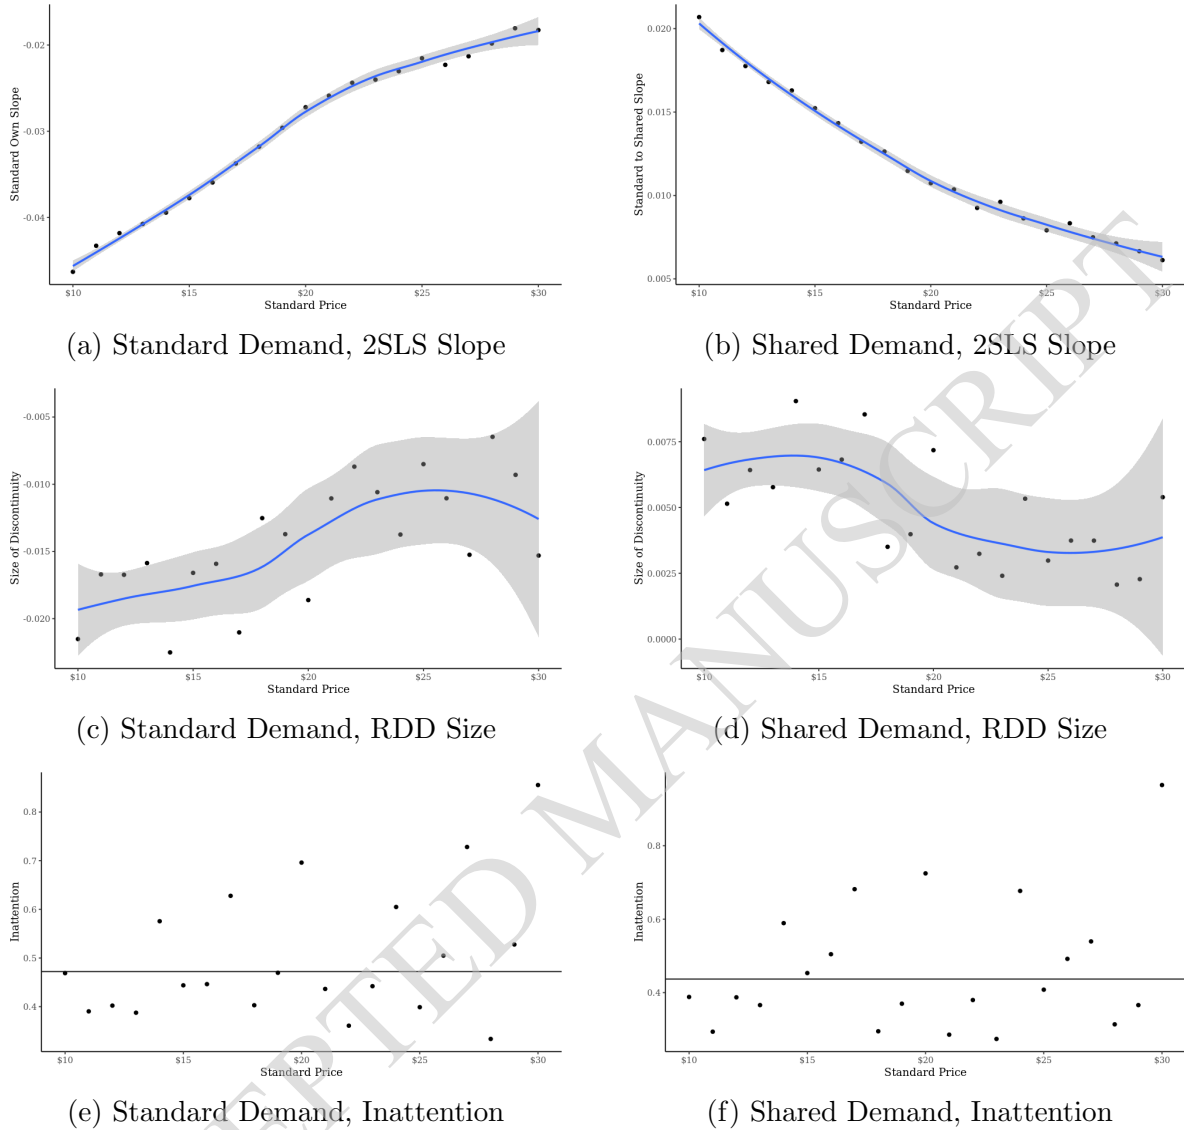 Standard Own Slope
-0.02
-0.03
-0.04
$10 $15 $20 $25 $30
Standard Price
(a) Standard Demand, 2SLS Slope
Standard to Shared Slope
0.020
0.015
0.010
0.005
$10 $15 $20 $25 $30
Standard Price
(b) Shared Demand, 2SLS Slope
Size of Discontinuity
-0.005
-0.010
-0.015
-0.020
$10 $15 $20 $25 $30
Standard Price
(c) Standard Demand, RDD Size
Size of Discontinuity
0.0075
0.0050
0.0025
0.0000
$10 $15 $20 $25 $30
Standard Price
(d) Shared Demand, RDD Size
Inattention
0.8
0.7
0.6
0.5
0.4
$10 $15 $20 $25 $30
Standard Price
(e) Standard Demand, Inattention
Inattention
0.8
0.6
0.4
$10 $15 $20 $25 $30
Standard Price
(f) Shared Demand, Inattention
EPTED MANUSCRIPT